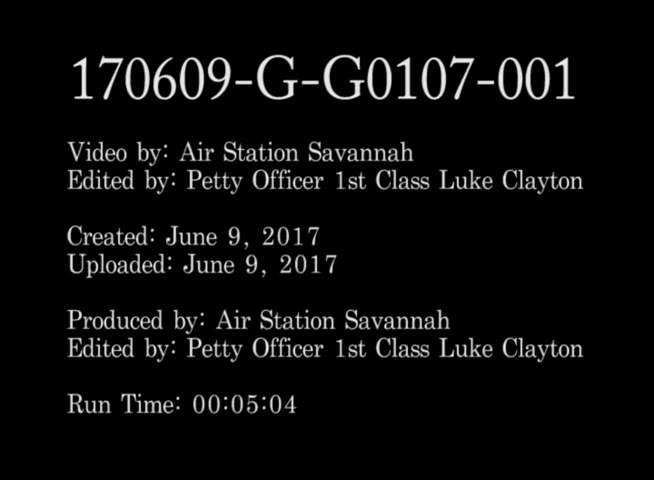 170609-G-G0107-001
Video by: Air Station Savannah
Edited by: Petty Officer 1st Class Luke Clayton
Created: June 9, 2017
Uploaded: June 9, 2017
Produced by: Air Station Savannah
Edited by: Petty Officer 1st Class Luke Clayton
Run Time: 00:05:04